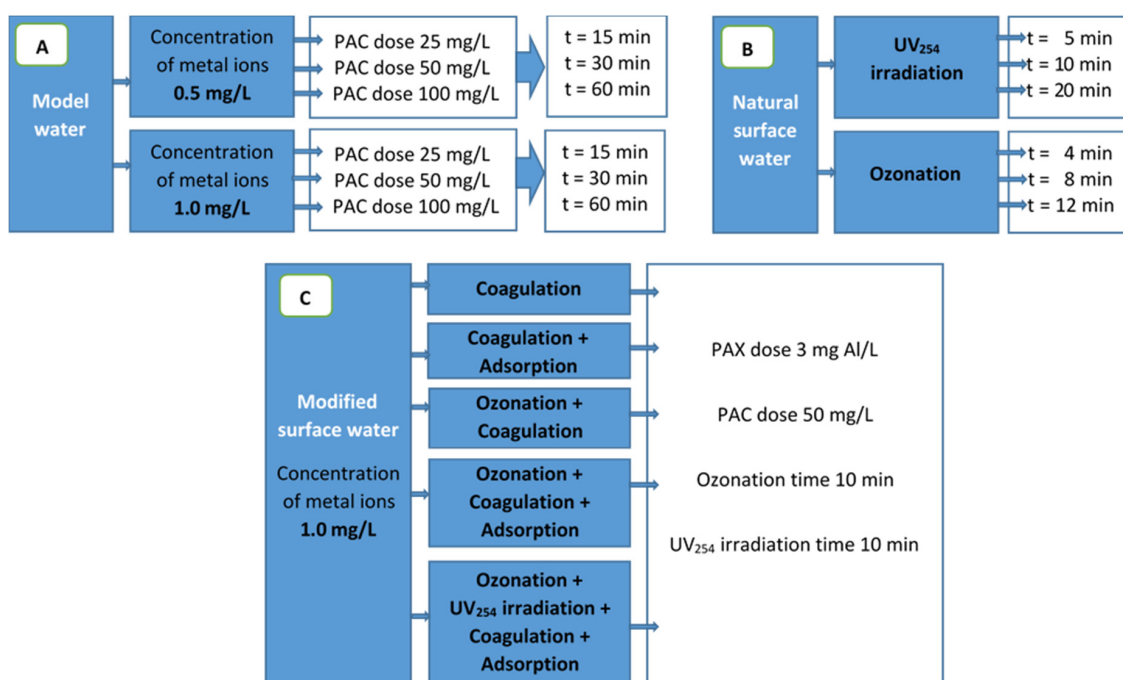 A
Model
water
Concentration
of metal ions
0.5 mg/L
PAC dose 25 mg/L
PAC dose 50 mg/L
PAC dose 100 mg/L
t = 15 min
t = 30 min
t = 60 min
Concentration
of metal ions
1.0 mg/L
PAC dose 25 mg/L
PAC dose 50 mg/L
PAC dose 100 mg/L
t = 15 min
t = 30 min
t = 60 min
B
Natural
surface
water
UV₂₅₄
irradiation
t = 5 min
t = 10 min
t = 20 min
Ozonation
t = 4 min
t = 8 min
t = 12 min
C
Modified
surface water
Concentration
of metal ions
1.0 mg/L
Coagulation
Coagulation +
Adsorption
Ozonation +
Coagulation
Ozonation +
Coagulation +
Adsorption
Ozonation +
UV₂₅₄ irradiation +
Coagulation +
Adsorption
PAX dose 3 mg Al/L
PAC dose 50 mg/L
Ozonation time 10 min
UV₂₅₄ irradiation time 10 min